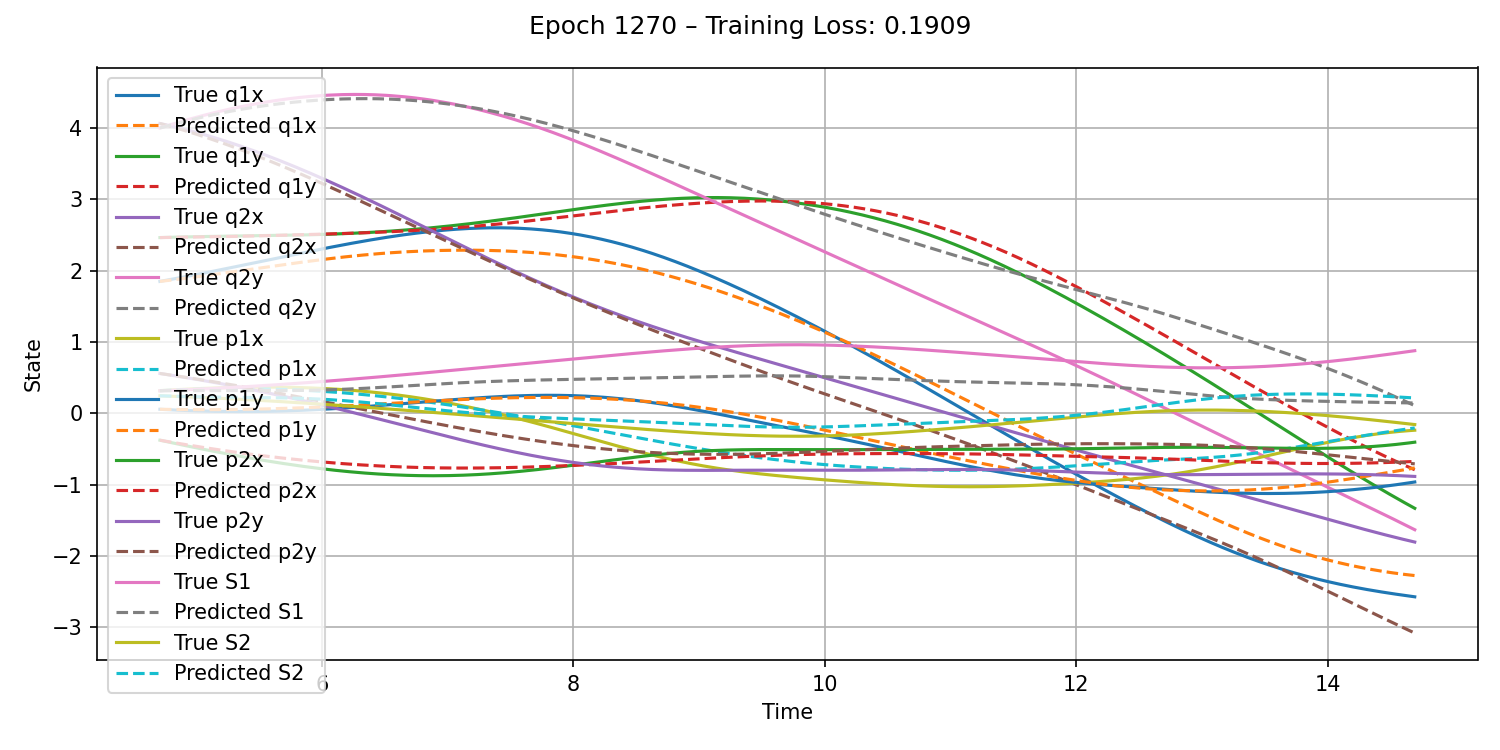 Epoch 1270 – Training Loss: 0.1909
True q1x
Predicted q1x
True q1y
Predicted q1y
True q2x
Predicted q2x
True q2y
Predicted q2y
True p1x
Predicted p1x
True p1y
Predicted p1y
True p2x
Predicted p2x
True p2y
Predicted p2y
True S1
Predicted S1
True S2
Predicted S2
State
4
3
2
1
0
−1
−2
−3
6
8
10
12
14
Time